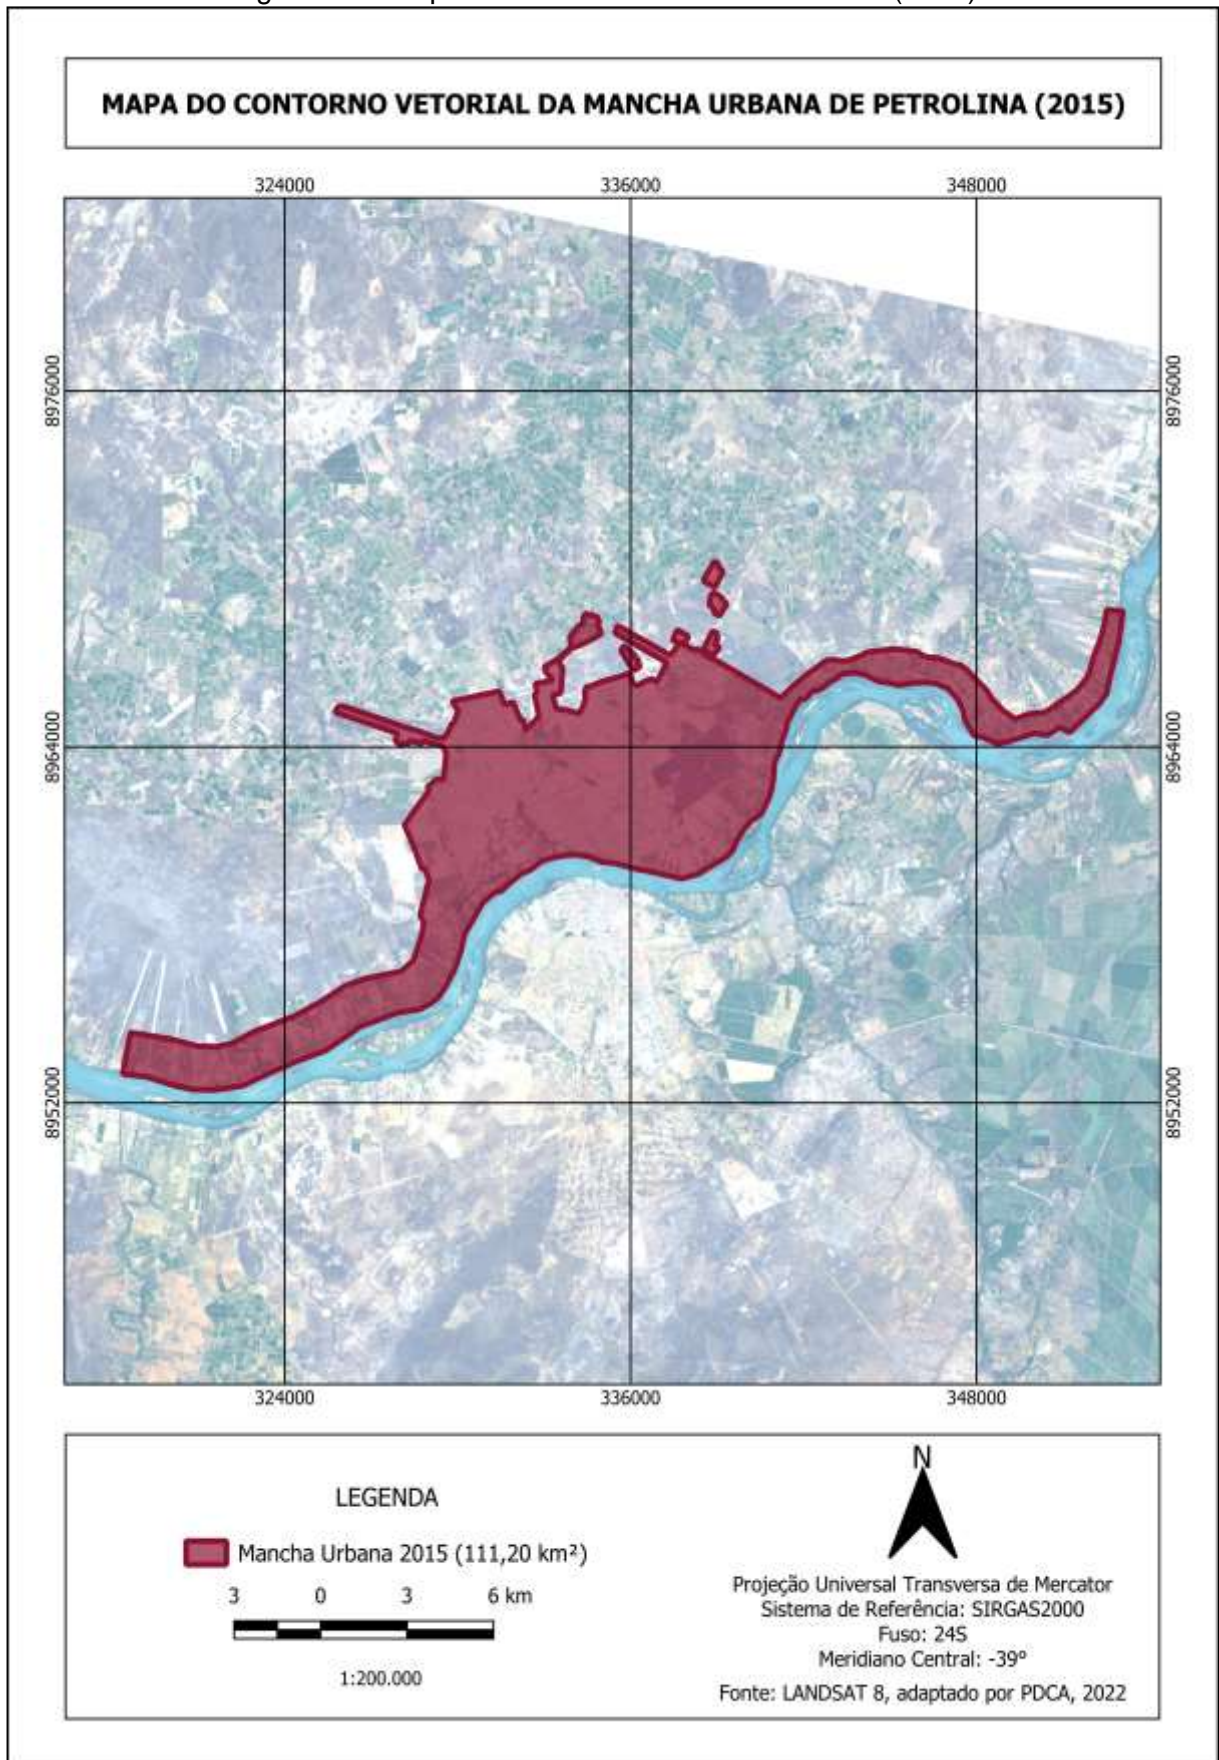 MAPA DO CONTORNO VETORIAL DA MANCHA URBANA DE PETROLINA (2015)
324000 336000 348000
8976000 8976000
8964000 8964000
8952000 8952000
324000 336000 348000
LEGENDA
Mancha Urbana 2015 (111,20 km²)
3 0 3 6 km
1:200.000
N
Projeção Universal Transversa de Mercator
Sistema de Referência: SIRGAS2000
Fuso: 24S
Meridiano Central: -39º
Fonte: LANDSAT 8, adaptado por PDCA, 2022